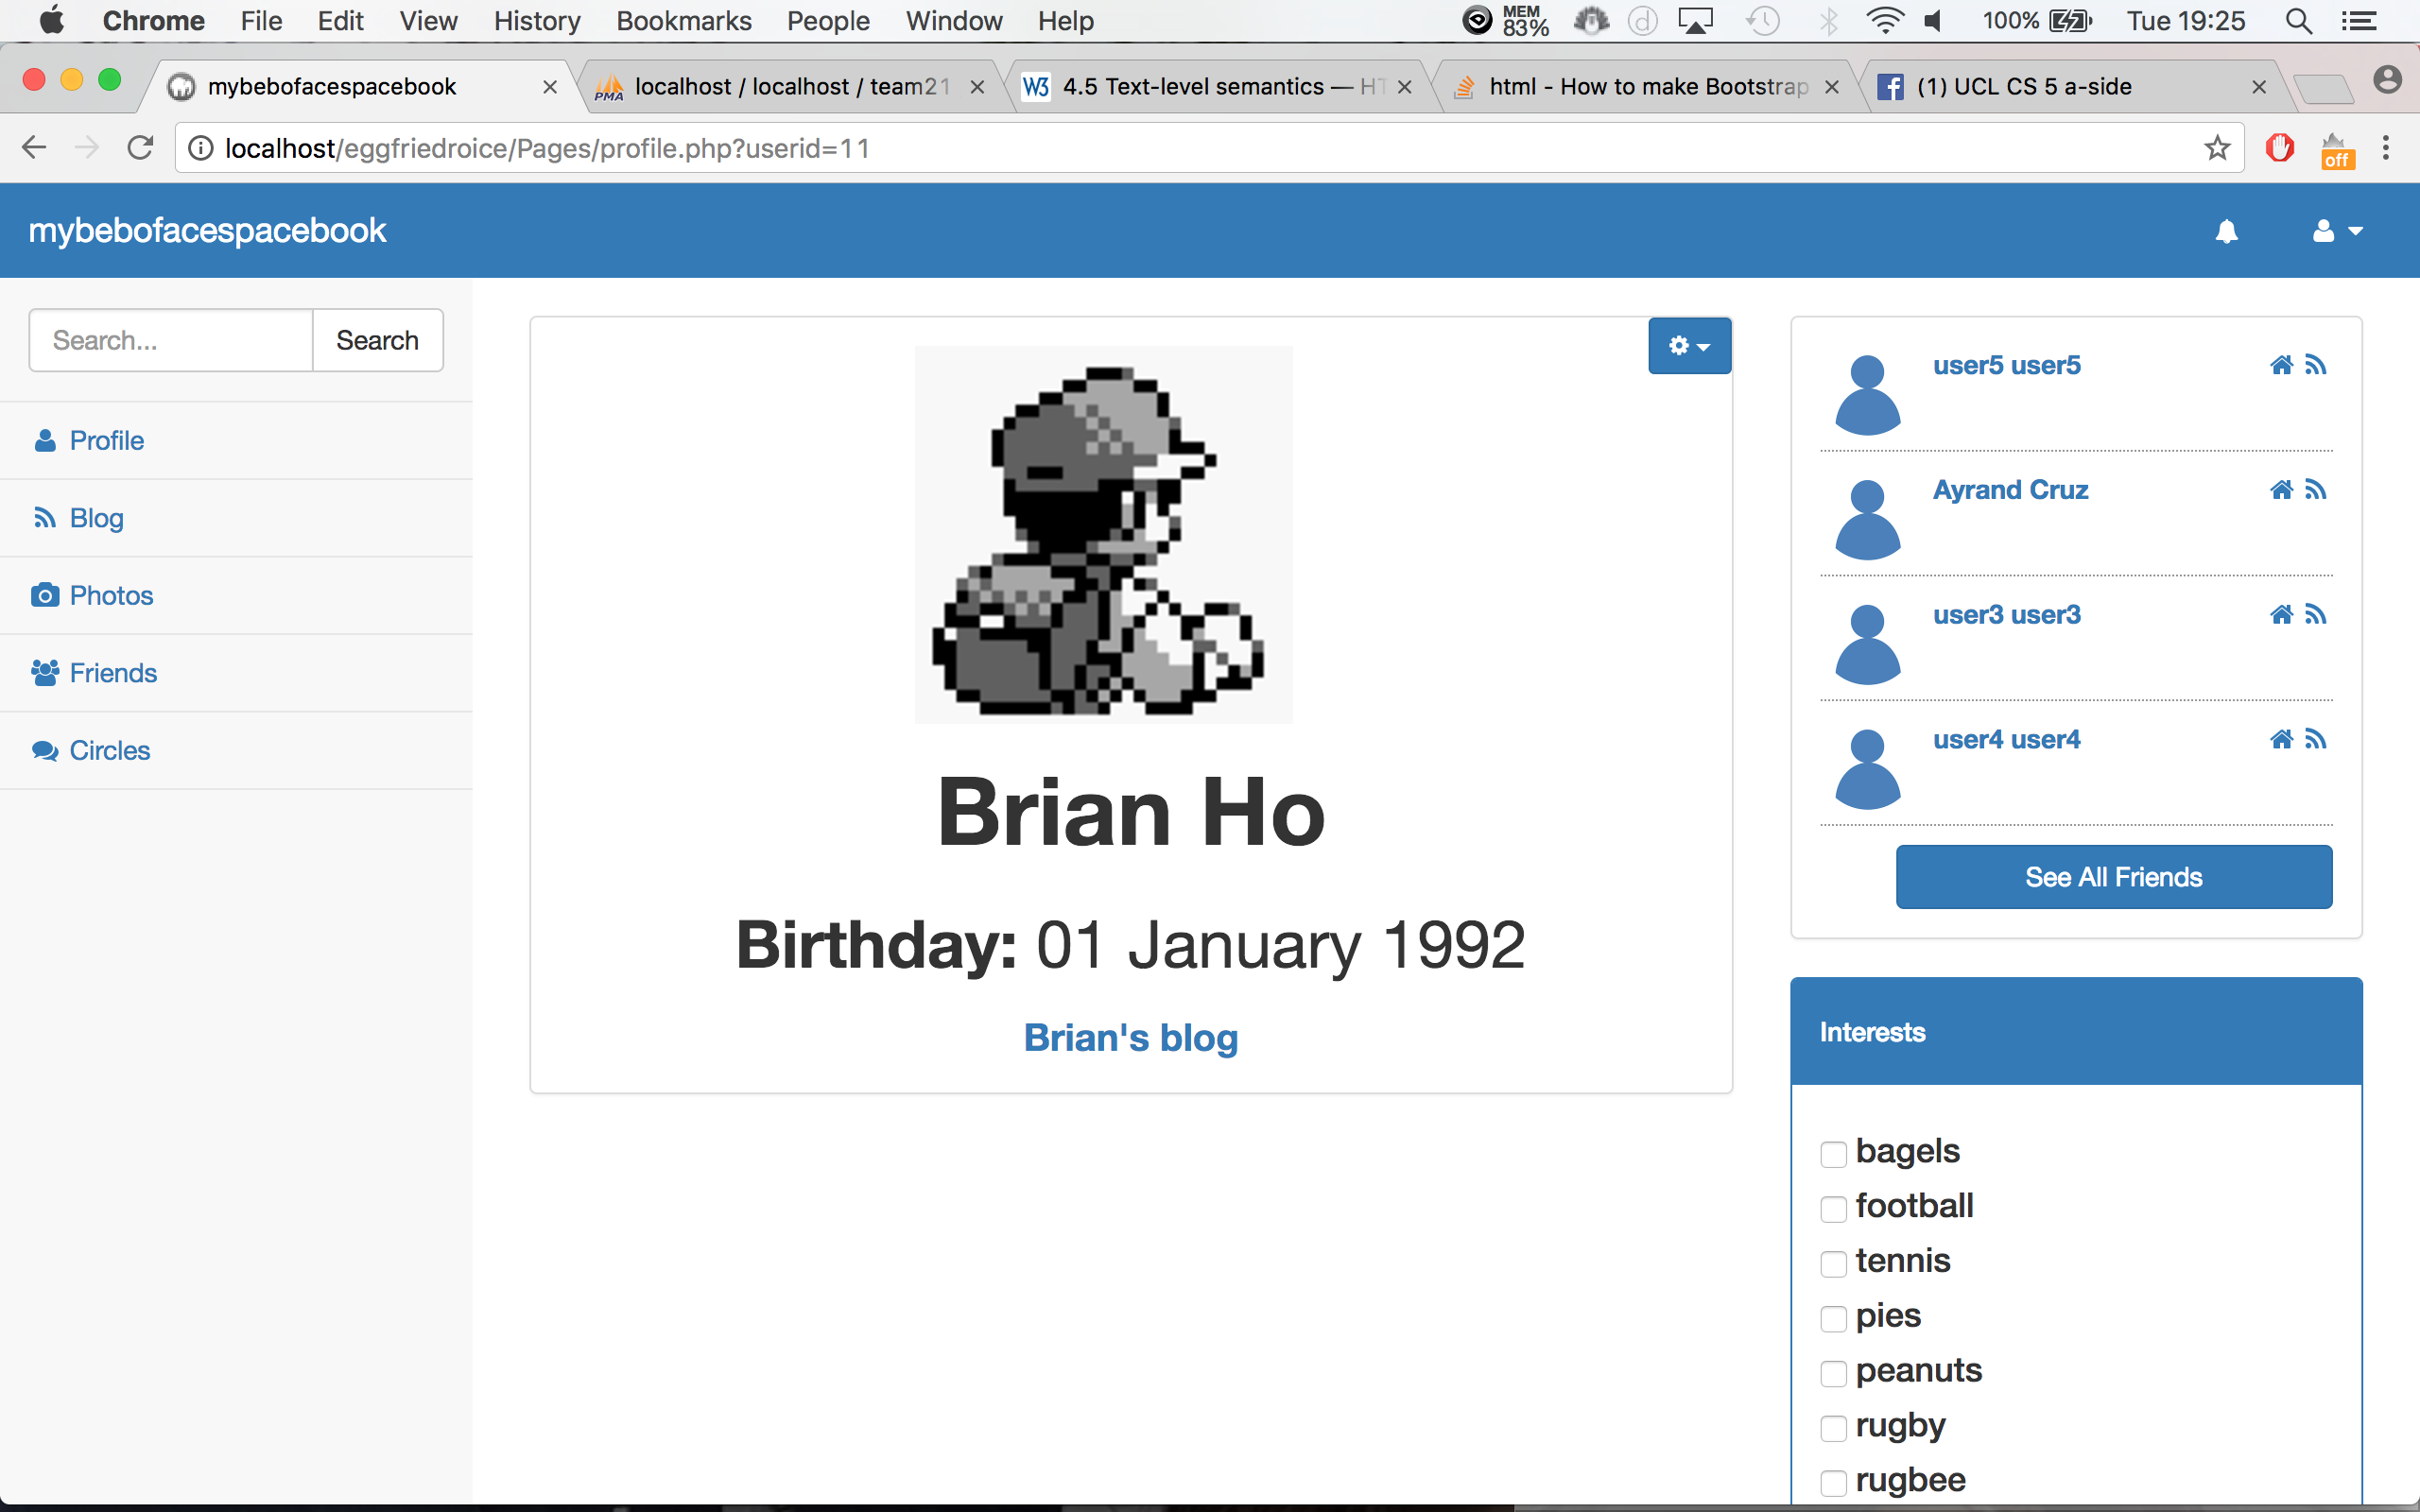 Chrome File Edit View History Bookmarks People Window Help MEM 83% 100% Tue 19:25
mybebofacespacebook
localhost / localhost / team21
W3 4.5 Text-level semantics — HT
html - How to make Bootstrap
(1) UCL CS 5 a-side
PMA
localhost/eggfriedroice/Pages/profile.php?userid=11
off
mybebofacespacebook
Search...
Search
Profile
Blog
Photos
Friends
Circles
Brian Ho
Birthday: 01 January 1992
Brian's blog
user5 user5
Ayrand Cruz
user3 user3
user4 user4
See All Friends
Interests
bagels
football
tennis
pies
peanuts
rugby
rugbee